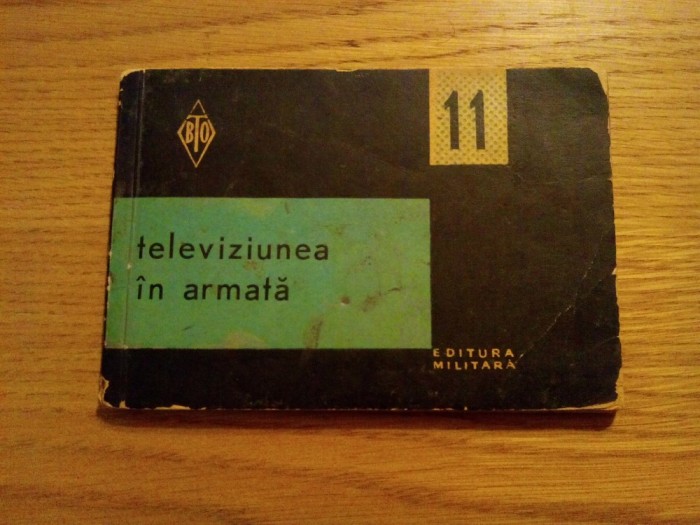 BTO
11
televiziunea
în armată
EDITURA
MILITARĂ